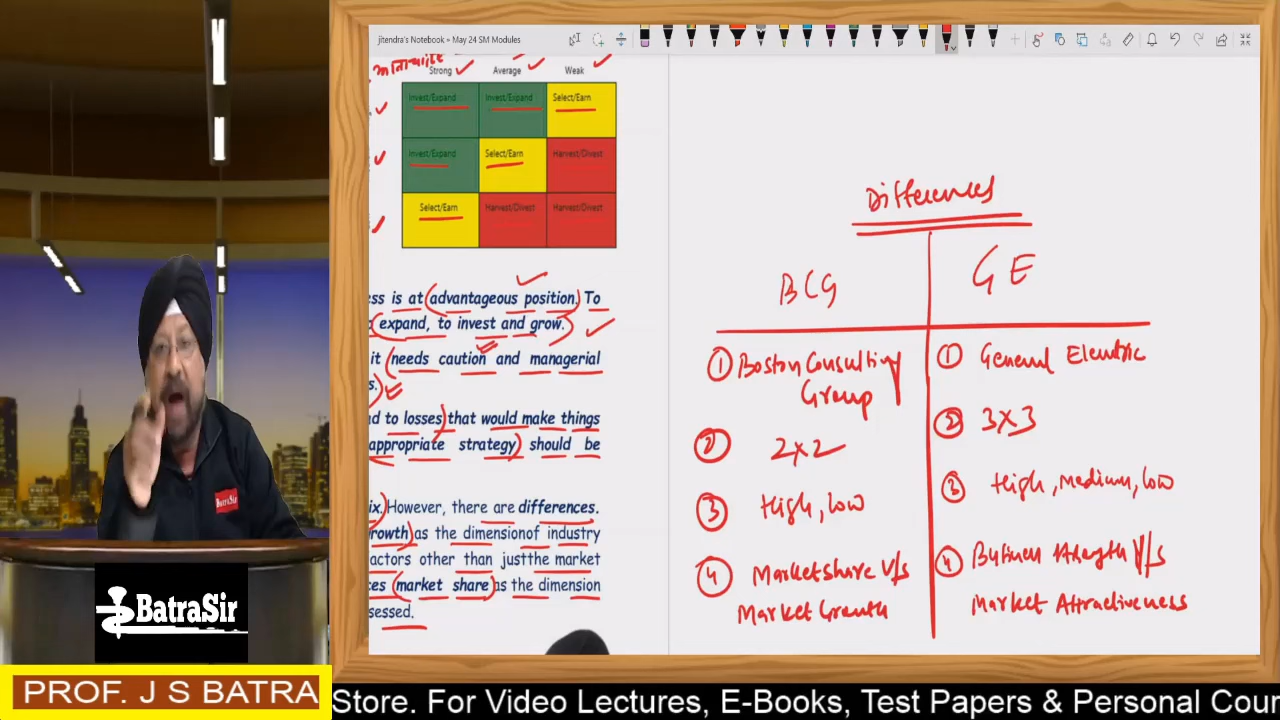 jitendra's Notebook » May 24 SM Modules
Strong Average Weak
Invest/Expand Invest/Expand Select/Earn
Invest/Expand Select/Earn Harvest/Divest
Select/Earn Harvest/Divest Harvest/Divest
ess is at (advantageous position. To
(expand, to invest and grow.)
it (needs caution and managerial
s.)
d to losses) that would make things
appropriate strategy) should be
ix.) However, there are differences.
rowth) as the dimensionof industry
actors other than justthe market
ces (market share) as the dimension
sessed.
Differences
BCG GE
① Boston Consulting Group
② 2x2
③ High, low
④ Marketshare v/s
Market Growth
① General Electric
② 3X3
③ High, medium, low
④ Business Strength V/s
Market Attractiveness
BatraSir
BatraSir
PROF. J S BATRA
Store. For Video Lectures, E-Books, Test Papers & Personal Cour